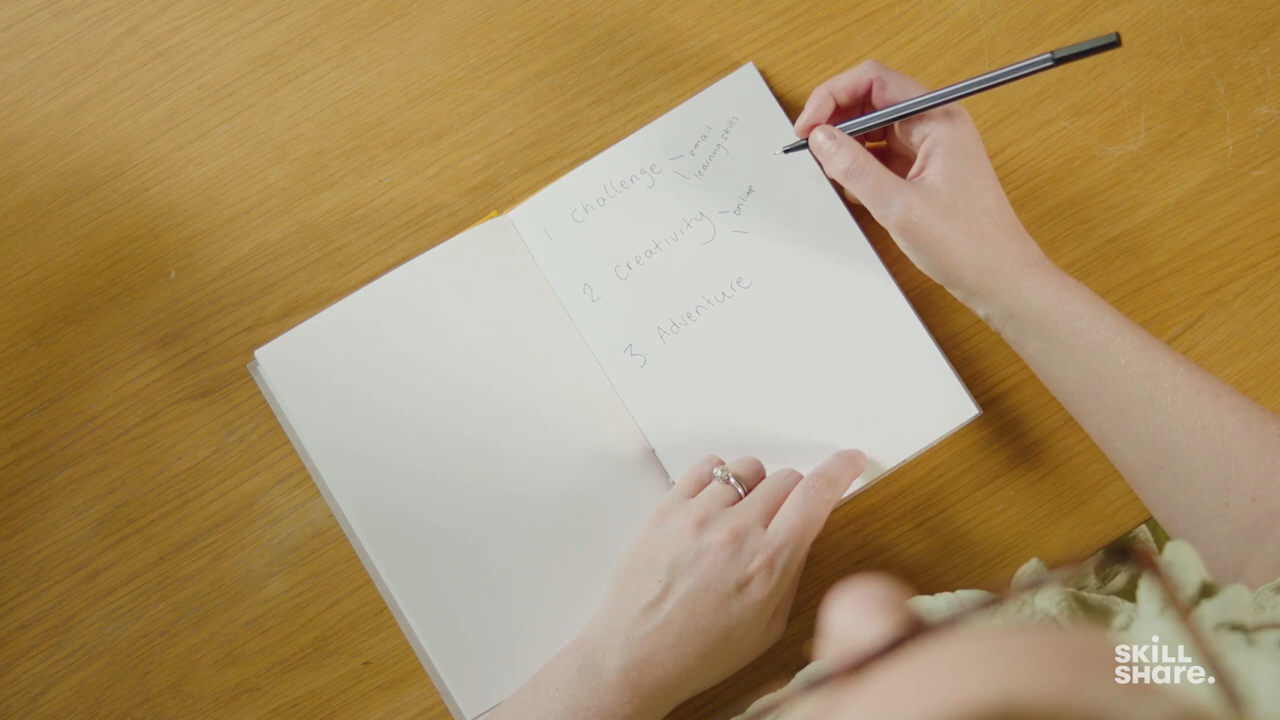 1 Challenge
email
learning skills
2 Creativity
online
3 Adventure
SKiLL
SHare.